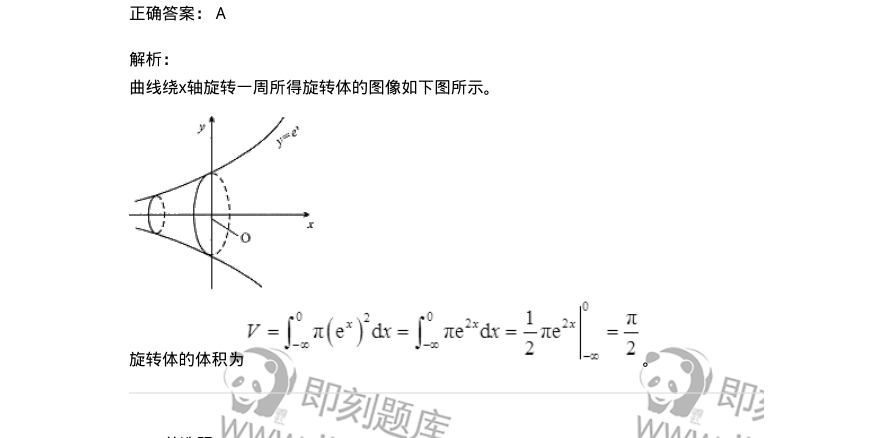 正确答案： A
解析：
曲线绕x轴旋转一周所得旋转体的图像如下图所示。
y
y=eˣ
x
O
旋转体的体积为 V = ∫_{-∞}^{0} π(eˣ)² dx = ∫_{-∞}^{0} πe^{2x} dx = 1/2 πe^{2x} |_{-∞}^{0} = π/2 。
即刻题库 即刻